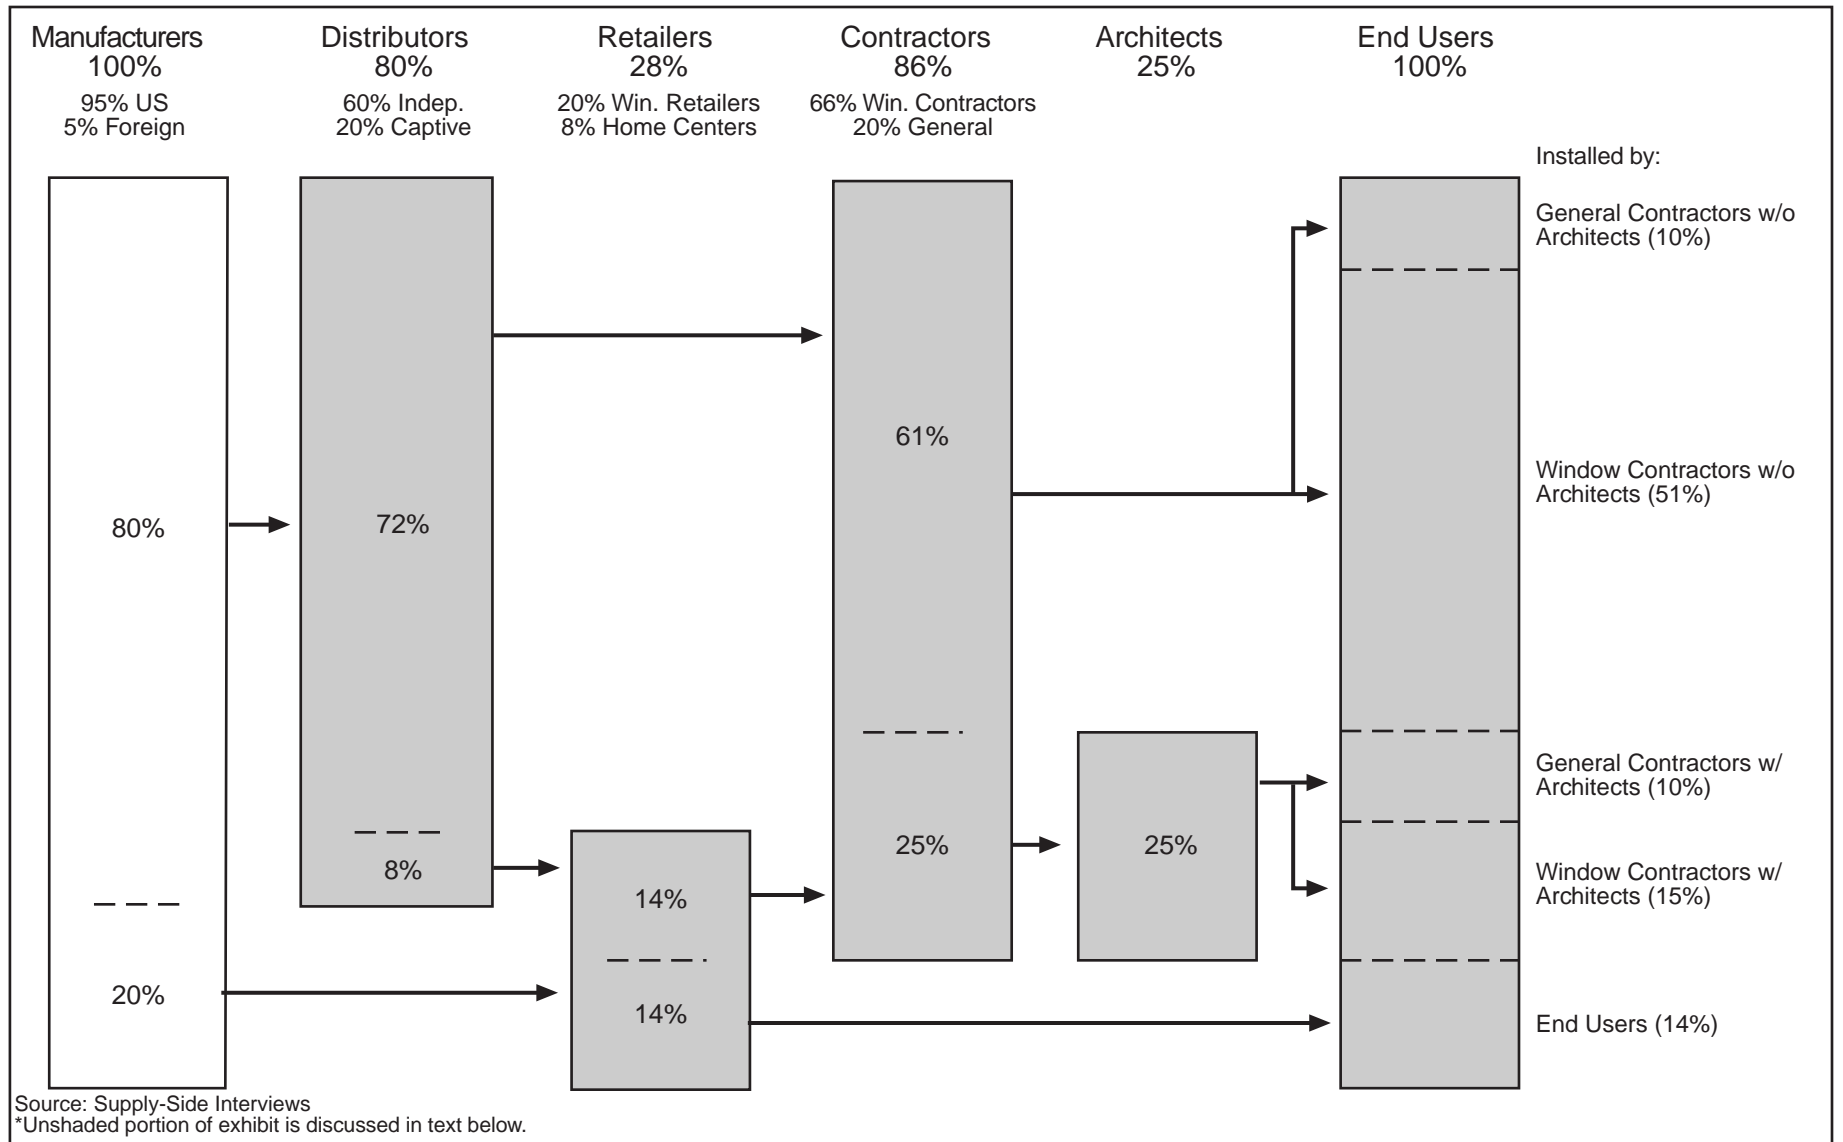 Manufacturers
100%
95% US
5% Foreign
Distributors
80%
60% Indep.
20% Captive
Retailers
28%
20% Win. Retailers
8% Home Centers
Contractors
86%
66% Win. Contractors
20% General
Architects
25%
End Users
100%
Installed by:
General Contractors w/o
Architects (10%)
61%
Window Contractors w/o
Architects (51%)
80%
72%
General Contractors w/
Architects (10%)
8%
14%
25%
25%
Window Contractors w/
Architects (15%)
20%
14%
End Users (14%)
Source: Supply-Side Interviews
*Unshaded portion of exhibit is discussed in text below.